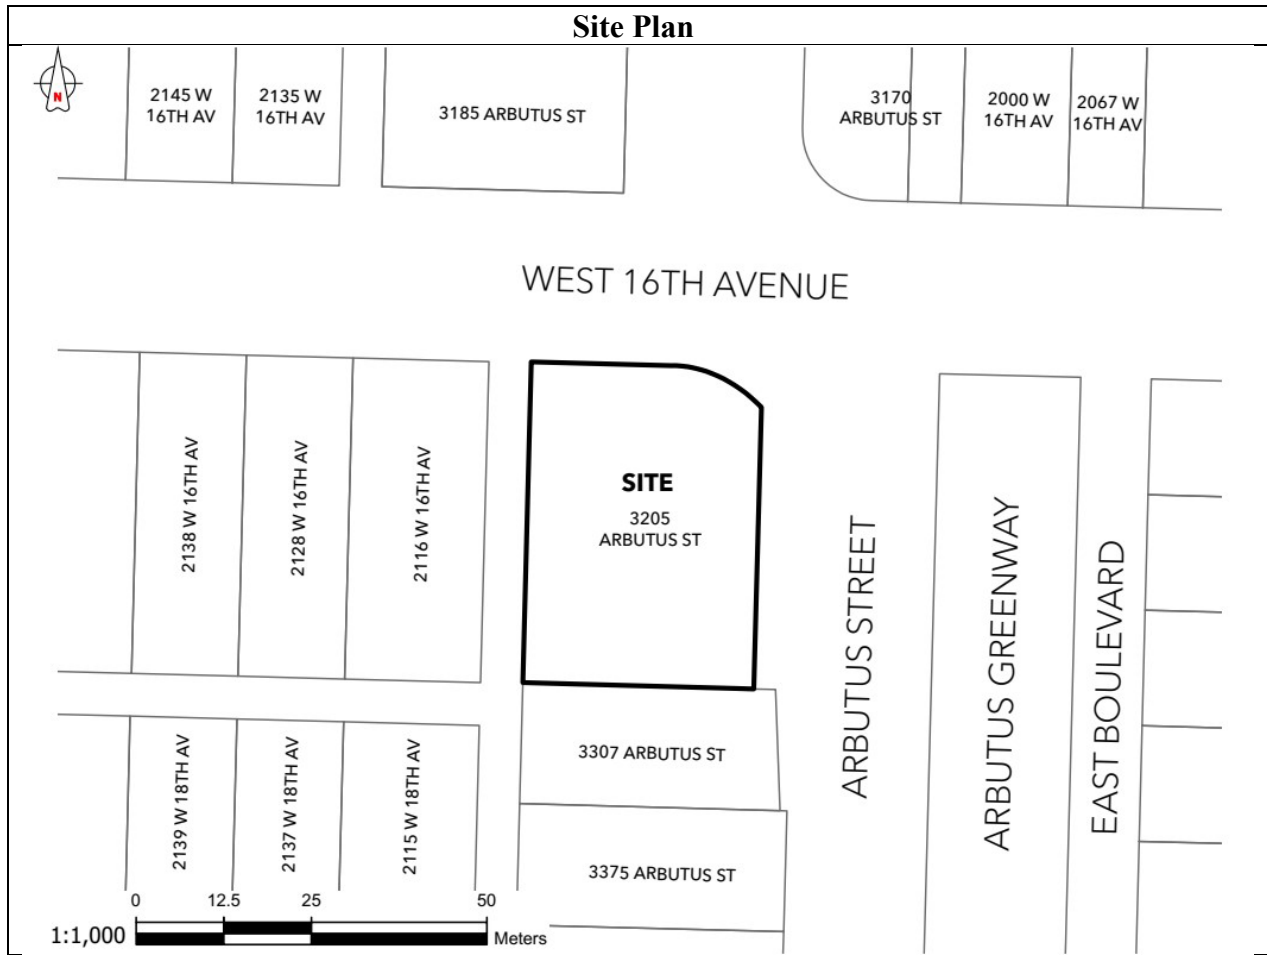 Site Plan
N
2145 W
16TH AV
2135 W
16TH AV
3185 ARBUTUS ST
3170
ARBUTUS ST
2000 W
16TH AV
2067 W
16TH AV
WEST 16TH AVENUE
2138 W 16TH AV
2128 W 16TH AV
2116 W 16TH AV
SITE
3205
ARBUTUS ST
ARBUTUS STREET
ARBUTUS GREENWAY
EAST BOULEVARD
3307 ARBUTUS ST
2139 W 18TH AV
2137 W 18TH AV
2115 W 18TH AV
3375 ARBUTUS ST
0 12.5 25 50
1:1,000 Meters